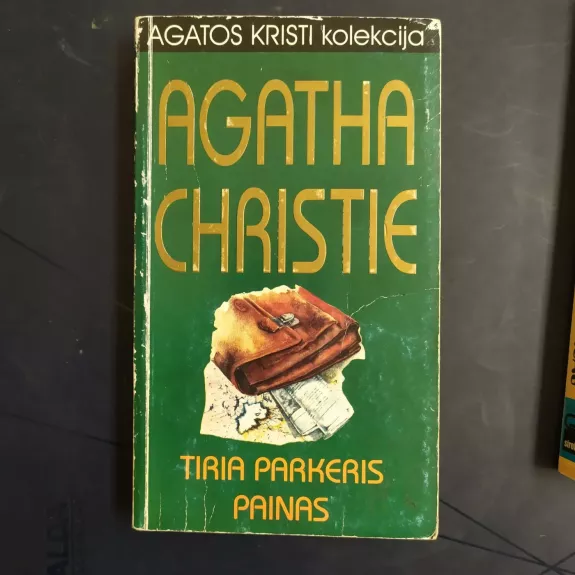 AGATOS KRISTI kolekcija
AGATHA
CHRISTIE
TIRIA PARKERIS
PAINAS